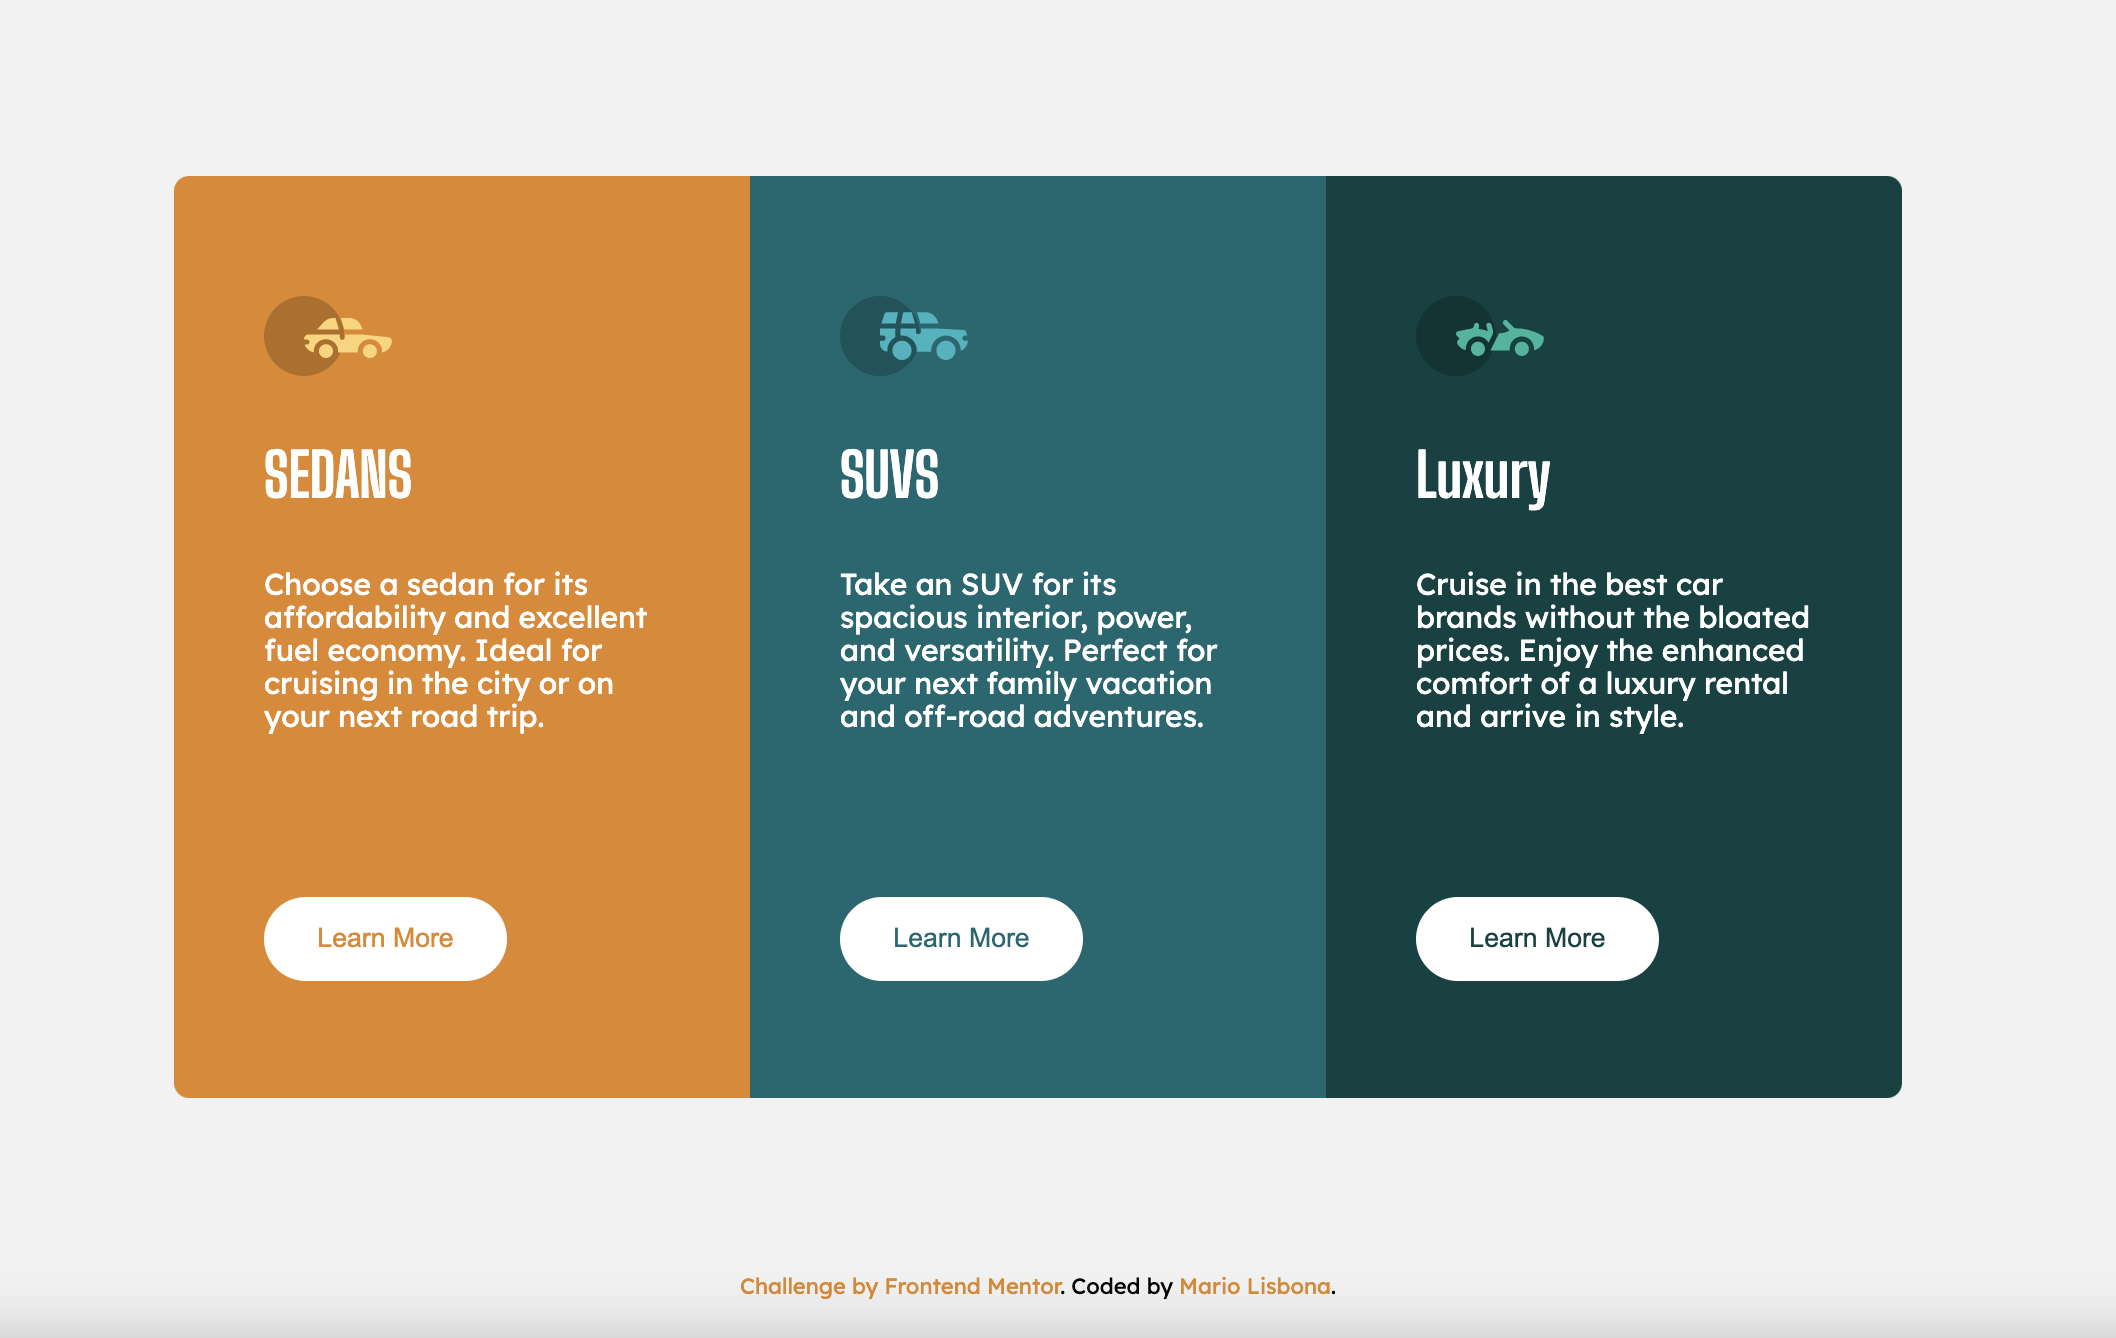 SEDANS
Choose a sedan for its
affordability and excellent
fuel economy. Ideal for
cruising in the city or on
your next road trip.
Learn More
SUVS
Take an SUV for its
spacious interior, power,
and versatility. Perfect for
your next family vacation
and off-road adventures.
Learn More
Luxury
Cruise in the best car
brands without the bloated
prices. Enjoy the enhanced
comfort of a luxury rental
and arrive in style.
Learn More
Challenge by Frontend Mentor. Coded by Mario Lisbona.